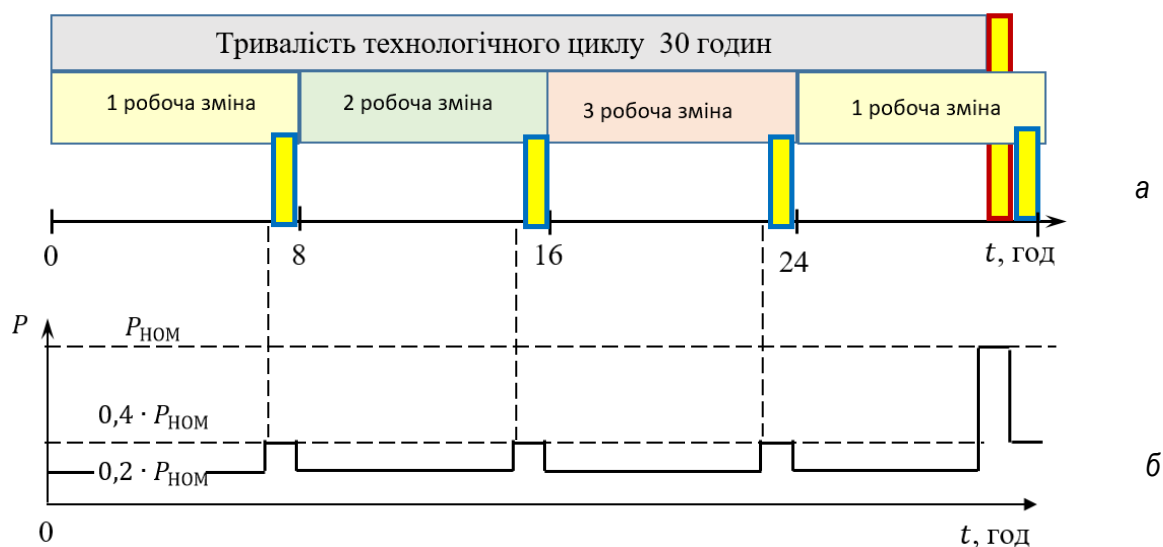 Тривалість технологічного циклу 30 годин
1 робоча зміна
2 робоча зміна
3 робоча зміна
1 робоча зміна
а
0
8
16
24
t, год
P
Pном
0,4 · Pном
0,2 · Pном
б
0
t, год